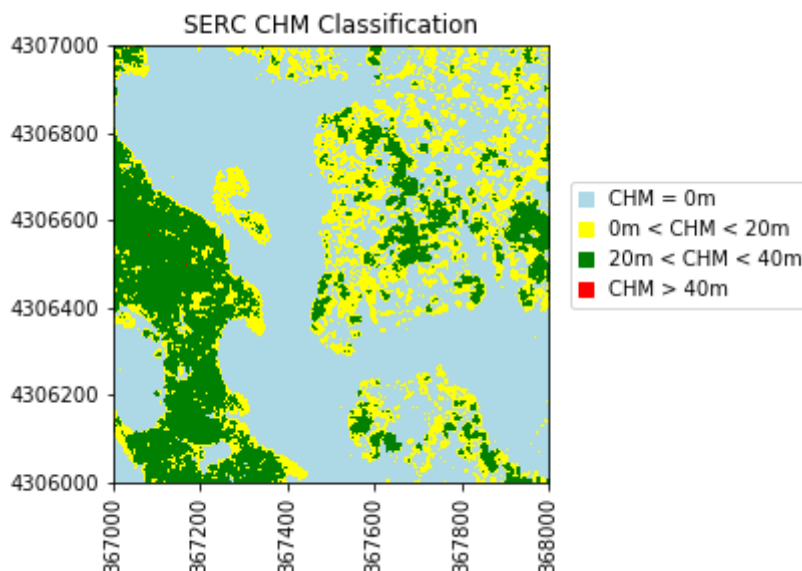 SERC CHM Classification
4307000
4306800
4306600
4306400
4306200
4306000
367000
367200
367400
367600
367800
368000
CHM = 0m
0m < CHM < 20m
20m < CHM < 40m
CHM > 40m